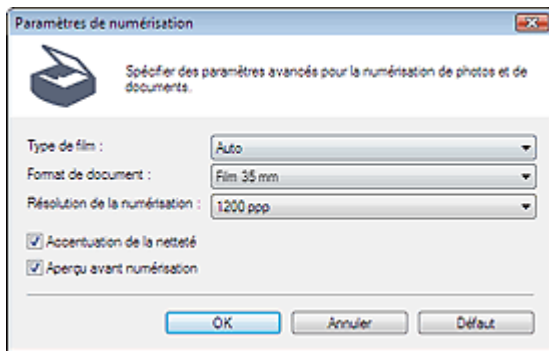 Paramètres de numérisation
Spécifier des paramètres avancés pour la numérisation de photos et de
documents.
Type de film : Auto
Format de document : Film 35 mm
Résolution de la numérisation : 1200 ppp
Accentuation de la netteté
Aperçu avant numérisation
OK Annuler Défaut